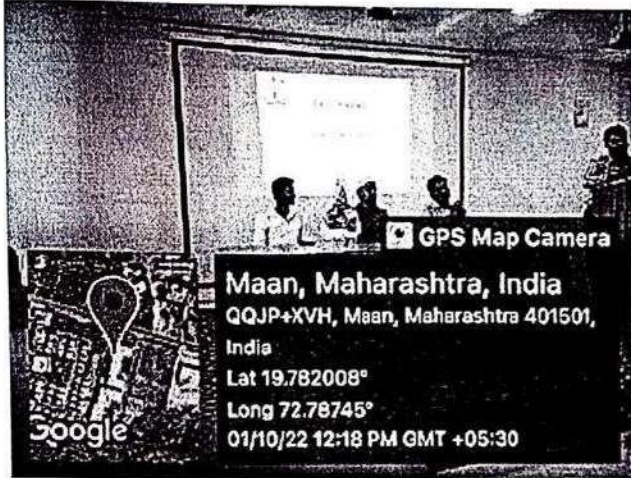 GPS Map Camera
Maan, Maharashtra, India
QQJP+XVH, Maan, Maharashtra 401501,
India
Lat 19.782008°
Long 72.78745°
01/10/22 12:18 PM GMT +05:30
Google